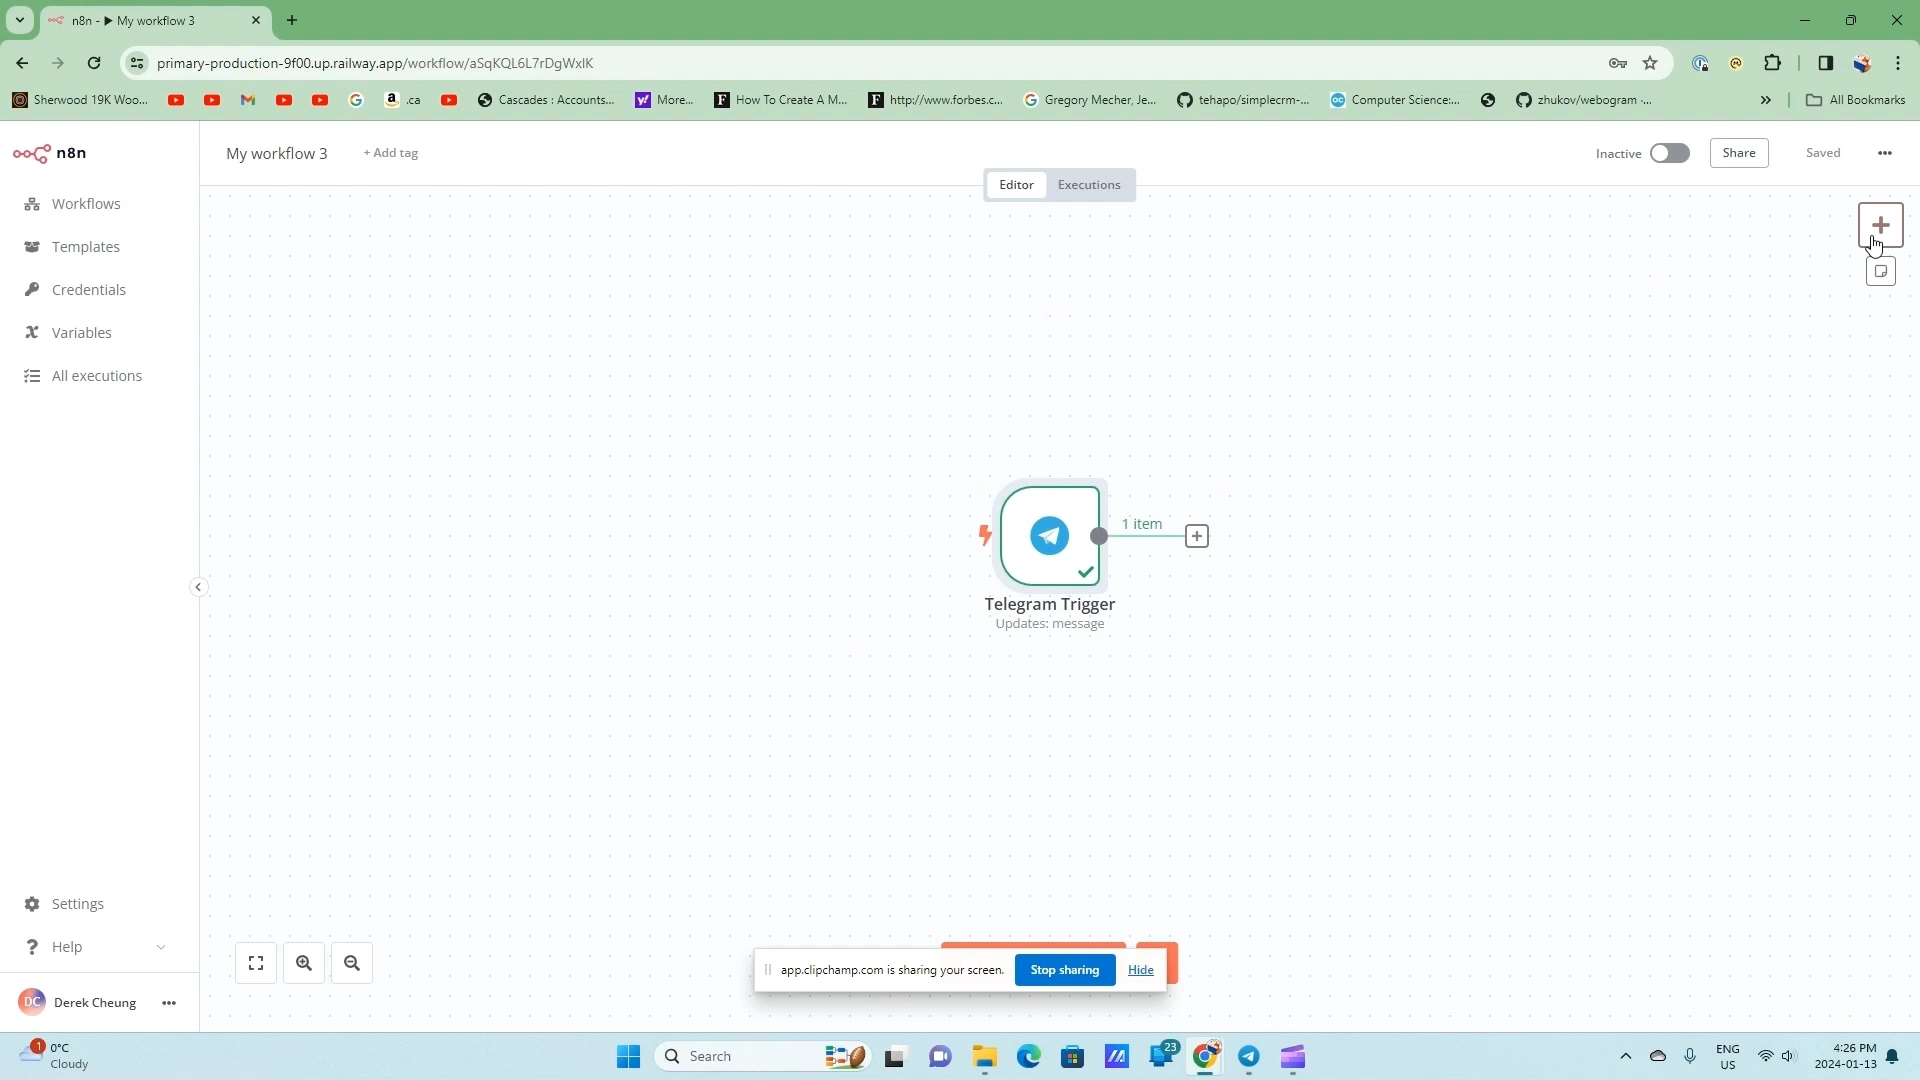 n8n - ▶ My workflow 3
primary-production-9f00.up.railway.app/workflow/aSqKQL6L7rDgWxlK
Sherwood 19K Woo...
.ca
Cascades : Accounts...
More...
How To Create A M...
http://www.forbes.c...
Gregory Mecher, Je...
tehapo/simplecrm-...
Computer Science:...
zhukov/webogram -...
All Bookmarks
n8n
My workflow 3
+ Add tag
Inactive
Share
Saved
Editor
Executions
Workflows
Templates
Credentials
Variables
All executions
1 item
Telegram Trigger
Updates: message
Settings
Help
app.clipchamp.com is sharing your screen.
Stop sharing
Hide
DC
Derek Cheung
1
0°C
Cloudy
Search
23
ENG
US
4:26 PM
2024-01-13